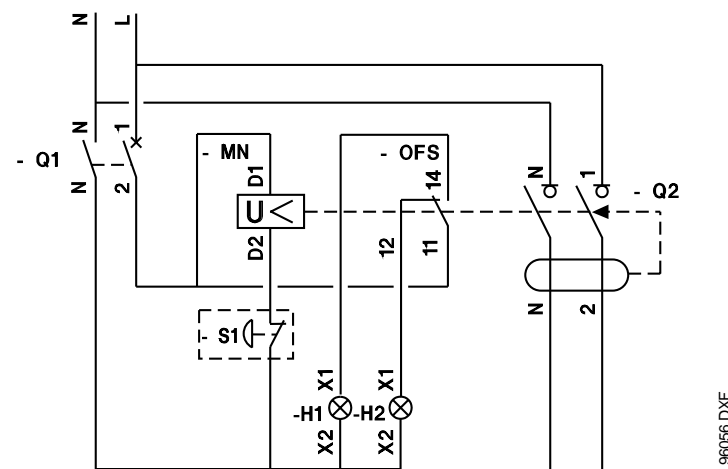 N L
N 1
- Q1
N 2
- MN
D1
U <
D2
- OFS
14
12 11
N 1
- Q2
N 2
- S1
X1 X1
-H1 -H2
X2 X2
96056.DXF